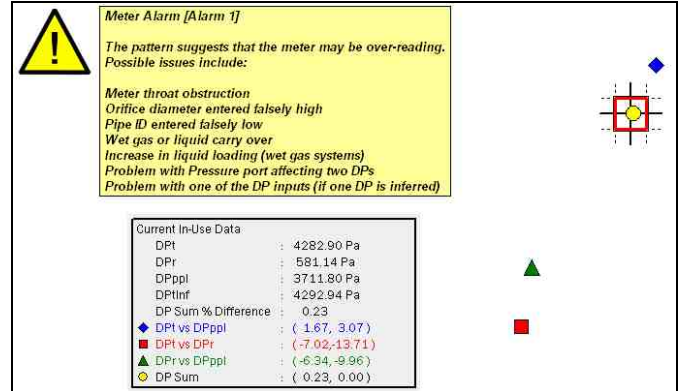 Meter Alarm [Alarm 1]
The pattern suggests that the meter may be over-reading.
Possible issues include:
Meter throat obstruction
Orifice diameter entered falsely high
Pipe ID entered falsely low
Wet gas or liquid carry over
Increase in liquid loading (wet gas systems)
Problem with Pressure port affecting two DPs
Problem with one of the DP inputs (if one DP is inferred)
Current In-Use Data
DPt : 4282.90 Pa
DPr : 581.14 Pa
DPppl : 3711.80 Pa
DPtInf : 4292.94 Pa
DP Sum % Difference : 0.23
DPt vs DPppl : ( 1.67, 3.07 )
DPt vs DPr : (-7.02,-13.71 )
DPr vs DPppl : (-6.34,-9.96 )
DP Sum : ( 0.23, 0.00 )